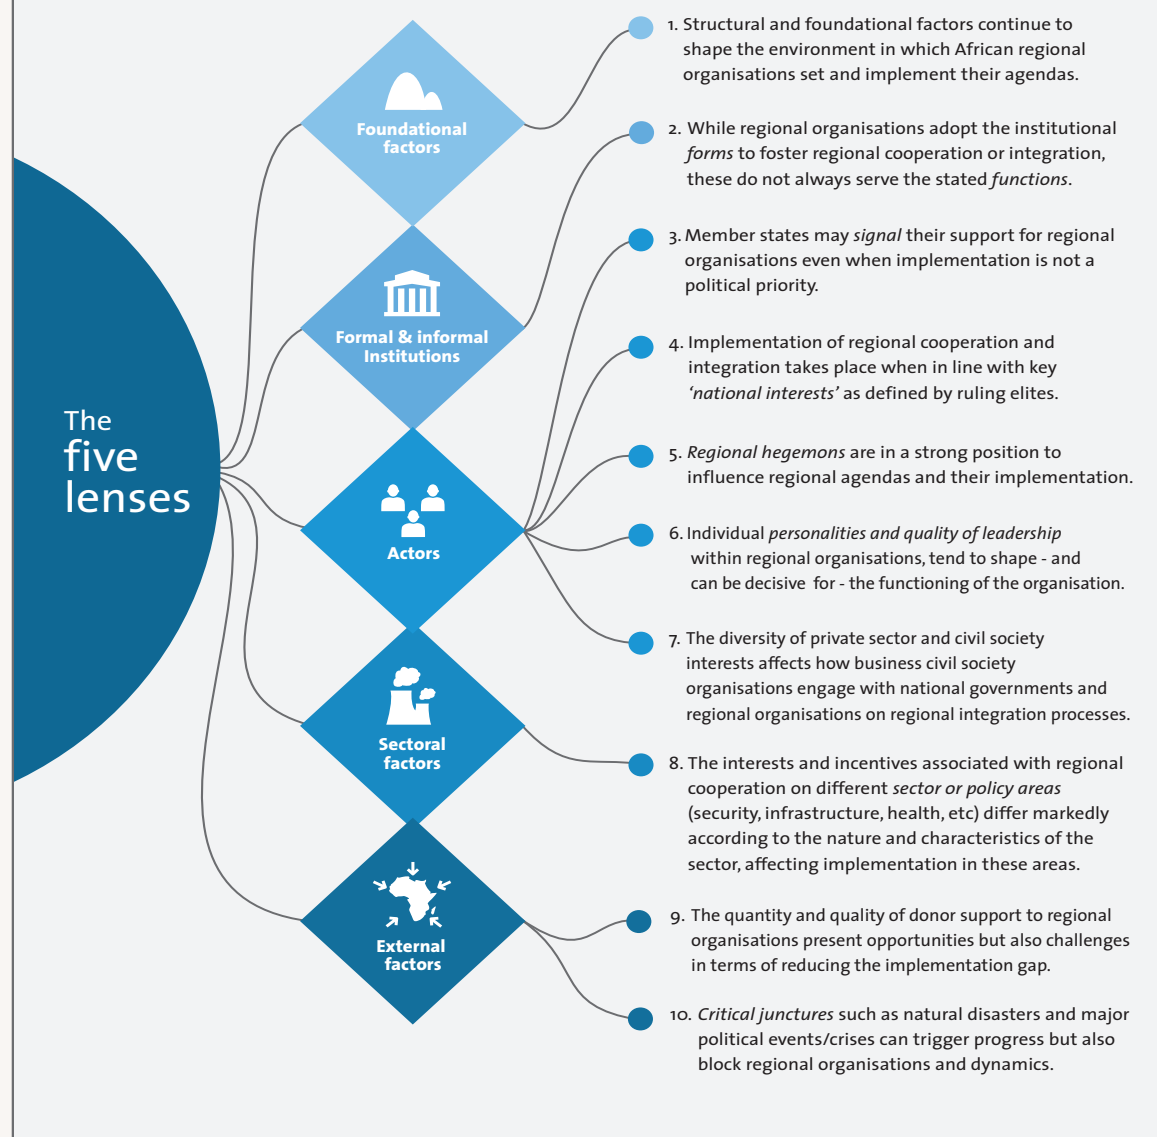 The
five
lenses
Foundational
factors
Formal & informal
Institutions
Actors
Sectoral
factors
External
factors
1. Structural and foundational factors continue to
shape the environment in which African regional
organisations set and implement their agendas.
2. While regional organisations adopt the institutional
forms to foster regional cooperation or integration,
these do not always serve the stated functions.
3. Member states may signal their support for regional
organisations even when implementation is not a
political priority.
4. Implementation of regional cooperation and
integration takes place when in line with key
‘national interests’ as defined by ruling elites.
5. Regional hegemons are in a strong position to
influence regional agendas and their implementation.
6. Individual personalities and quality of leadership
within regional organisations, tend to shape - and
can be decisive for - the functioning of the organisation.
7. The diversity of private sector and civil society
interests affects how business civil society
organisations engage with national governments and
regional organisations on regional integration processes.
8. The interests and incentives associated with regional
cooperation on different sector or policy areas
(security, infrastructure, health, etc) differ markedly
according to the nature and characteristics of the
sector, affecting implementation in these areas.
9. The quantity and quality of donor support to regional
organisations present opportunities but also challenges
in terms of reducing the implementation gap.
10. Critical junctures such as natural disasters and major
political events/crises can trigger progress but also
block regional organisations and dynamics.